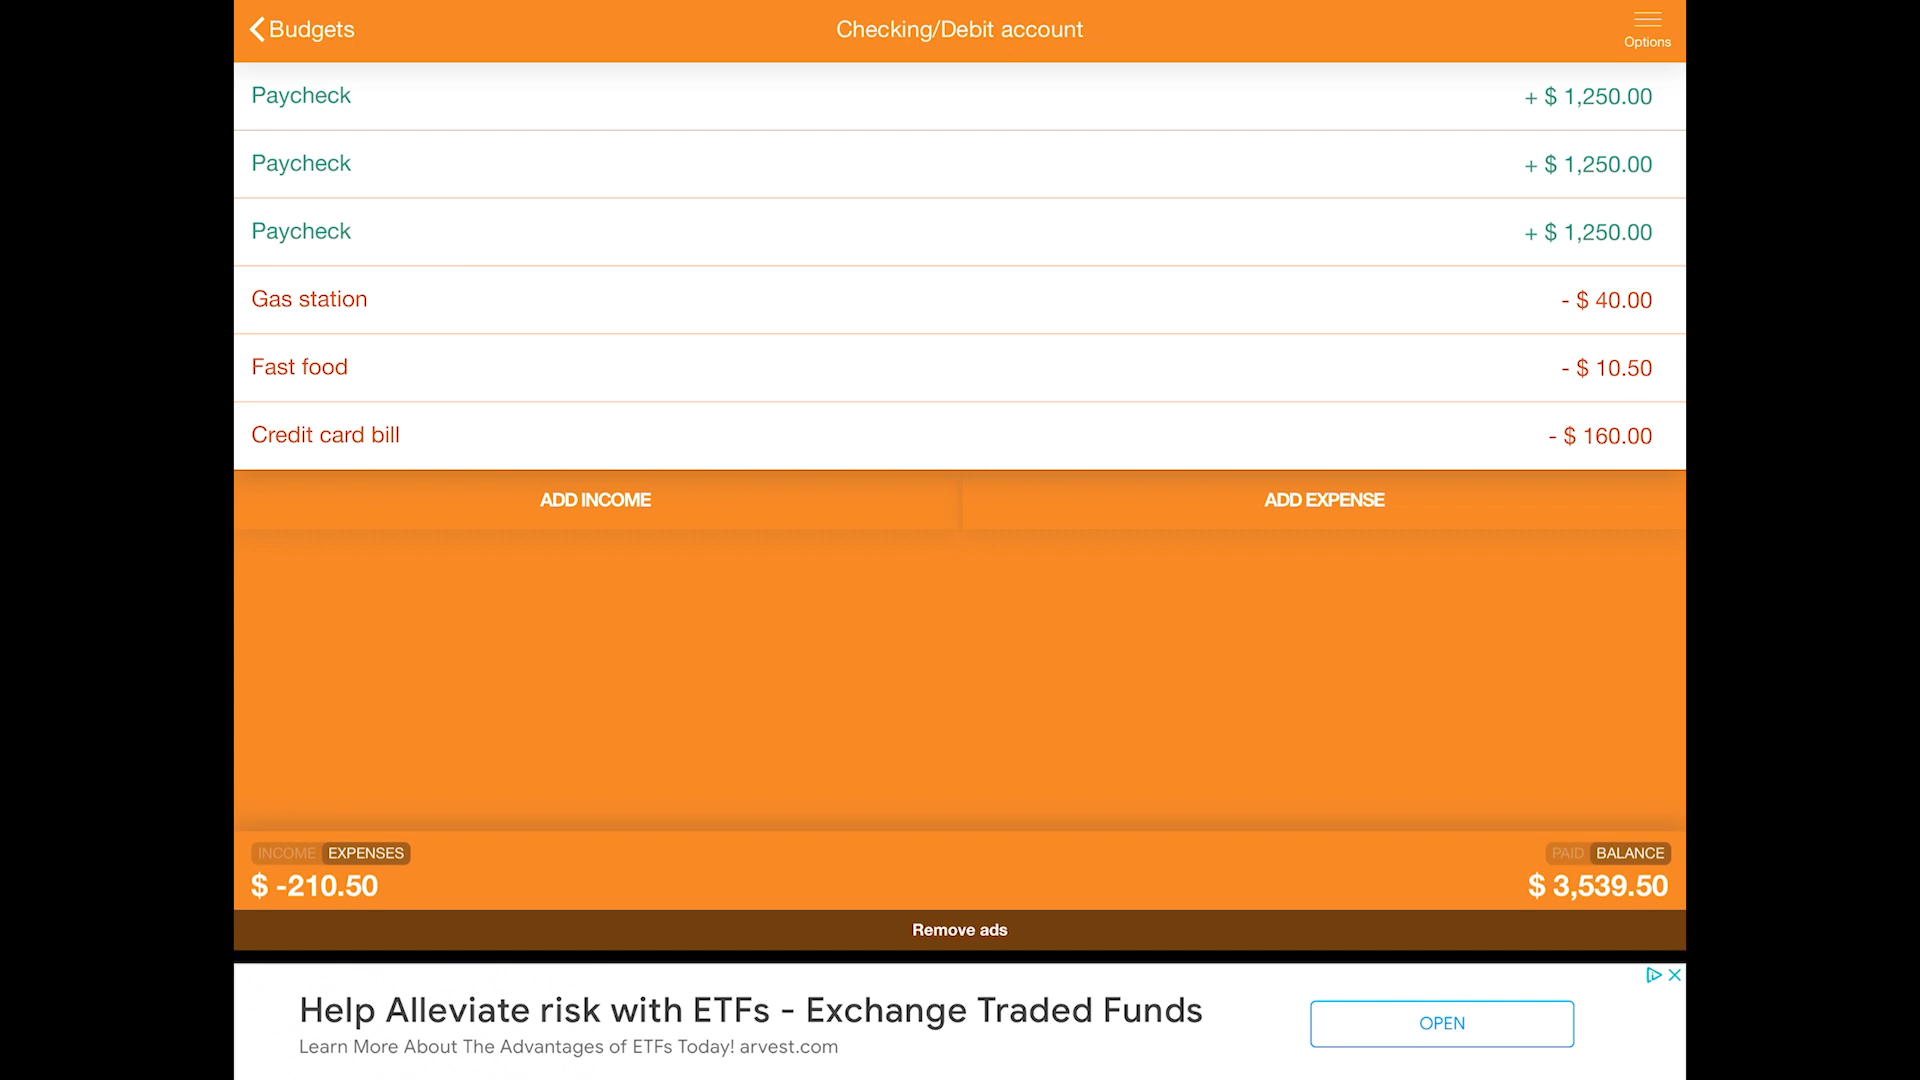 Budgets
Checking/Debit account
Options
Paycheck + $ 1,250.00
Paycheck + $ 1,250.00
Paycheck + $ 1,250.00
Gas station - $ 40.00
Fast food - $ 10.50
Credit card bill - $ 160.00
ADD INCOME ADD EXPENSE
INCOME EXPENSES PAID BALANCE
$ -210.50 $ 3,539.50
Remove ads
Help Alleviate risk with ETFs - Exchange Traded Funds
Learn More About The Advantages of ETFs Today! arvest.com
OPEN